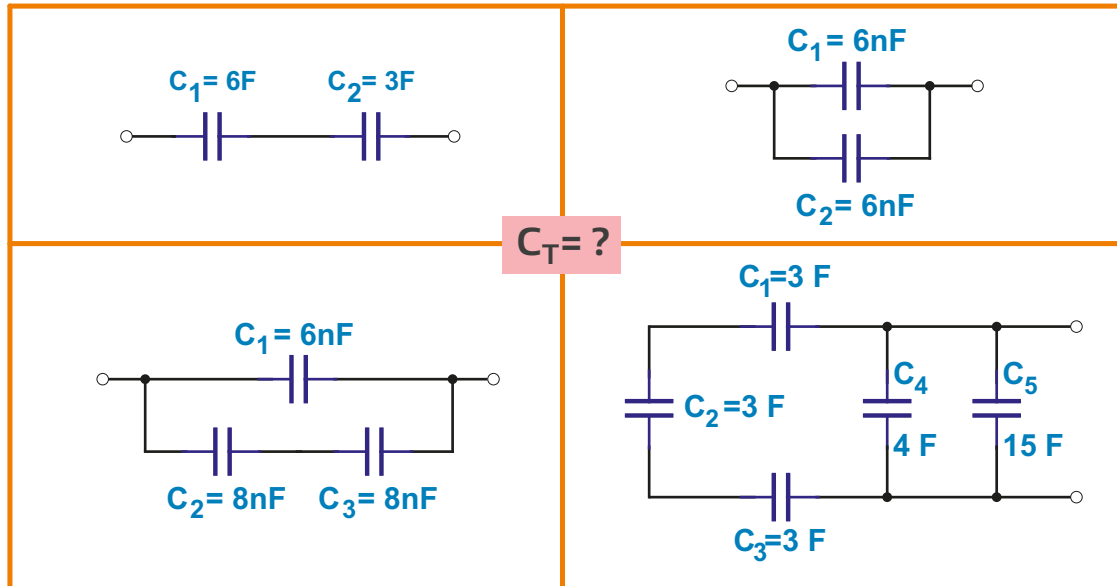 C₁= 6F C₂= 3F
C₁= 6nF
C₂= 6nF
C_T= ?
C₁= 6nF
C₂= 8nF C₃= 8nF
C₁=3 F
C₂=3 F
C₄ C₅
4 F 15 F
C₃=3 F